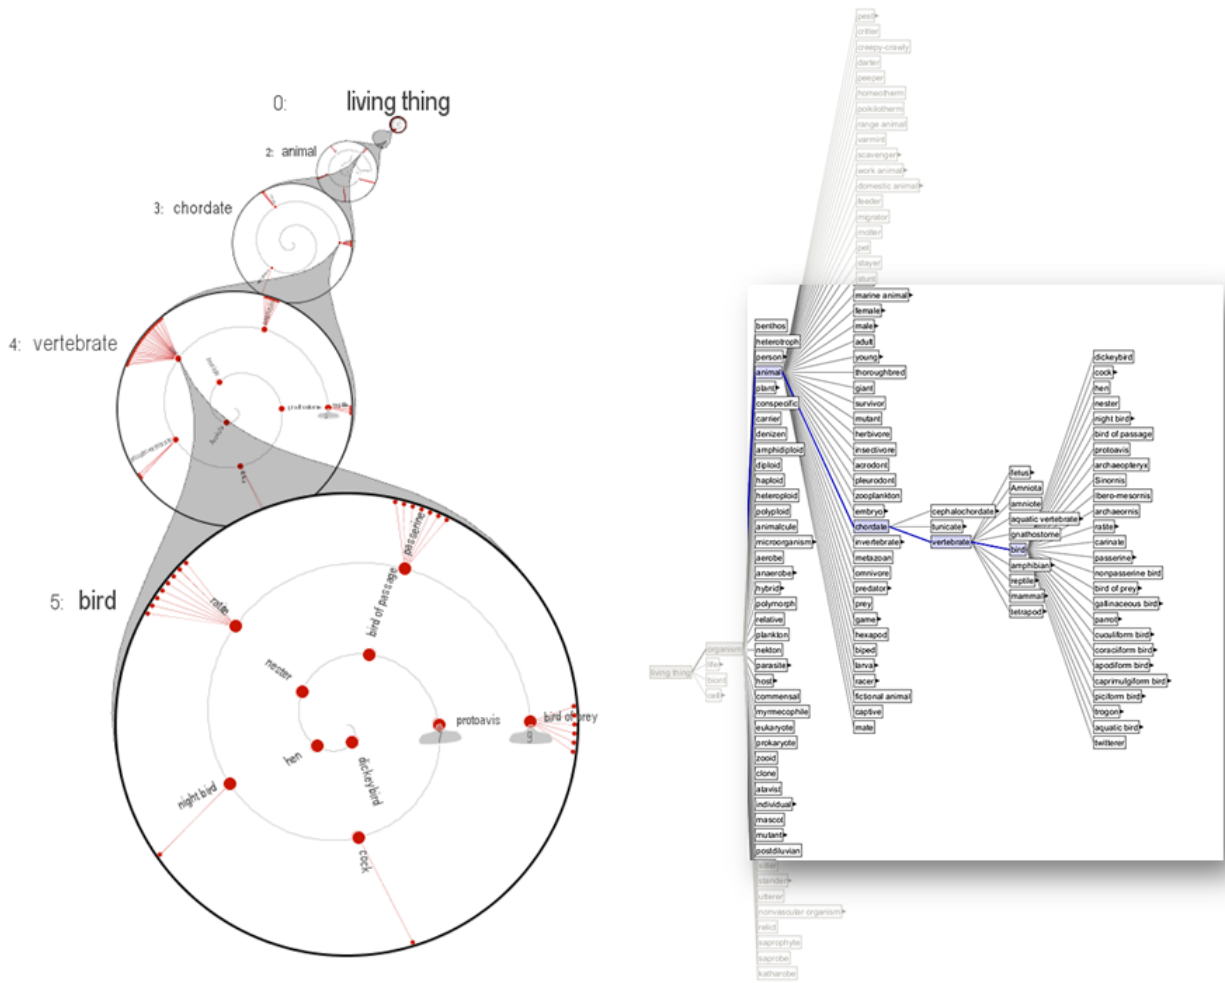 0: living thing
2: animal
3: chordate
4: vertebrate
gnathostome
5: bird
passerine
bird of passage
ratite
nester
protoavis
bird of prey
hen
dickeybird
night bird
cock
pest
critter
creepy-crawly
darter
peeper
homeotherm
poikilotherm
range animal
varmint
scavenger
work animal
domestic animal
feeder
migrator
molter
pet
stayer
stunt
marine animal
female
male
adult
young
thoroughbred
giant
survivor
mutant
herbivore
insectivore
acrodont
pleurodont
zooplankton
embryo
chordate
invertebrate
metazoan
omnivore
predator
prey
game
hexapod
biped
larva
racer
fictional animal
captive
mate
benthos
heterotroph
person
animal
plant
conspecific
carrier
denizen
amphidiploid
diploid
haploid
heteroploid
polyploid
animalcule
microorganism
aerobe
anaerobe
hybrid
polymorph
relative
plankton
nekton
parasite
host
commensal
myrmecophile
eukaryote
prokaryote
zooid
clone
atavist
individual
mascot
mutant
postdiluvian
sitter
stander
utterer
nonvascular organism
relict
saprophyte
saprobe
katharobe
living thing
organism
life
biont
cell
cephalochordate
tunicate
vertebrate
fetus
Amniota
amniote
aquatic vertebrate
gnathostome
bird
amphibian
reptile
mammal
tetrapod
dickeybird
cock
hen
nester
night bird
bird of passage
protoavis
archaeopteryx
Sinornis
Ibero-mesornis
archaeornis
ratite
carinate
passerine
nonpasserine bird
bird of prey
gallinaceous bird
parrot
cuculiform bird
coraciiform bird
apodiform bird
caprimulgiform bird
piciform bird
trogon
aquatic bird
twitterer